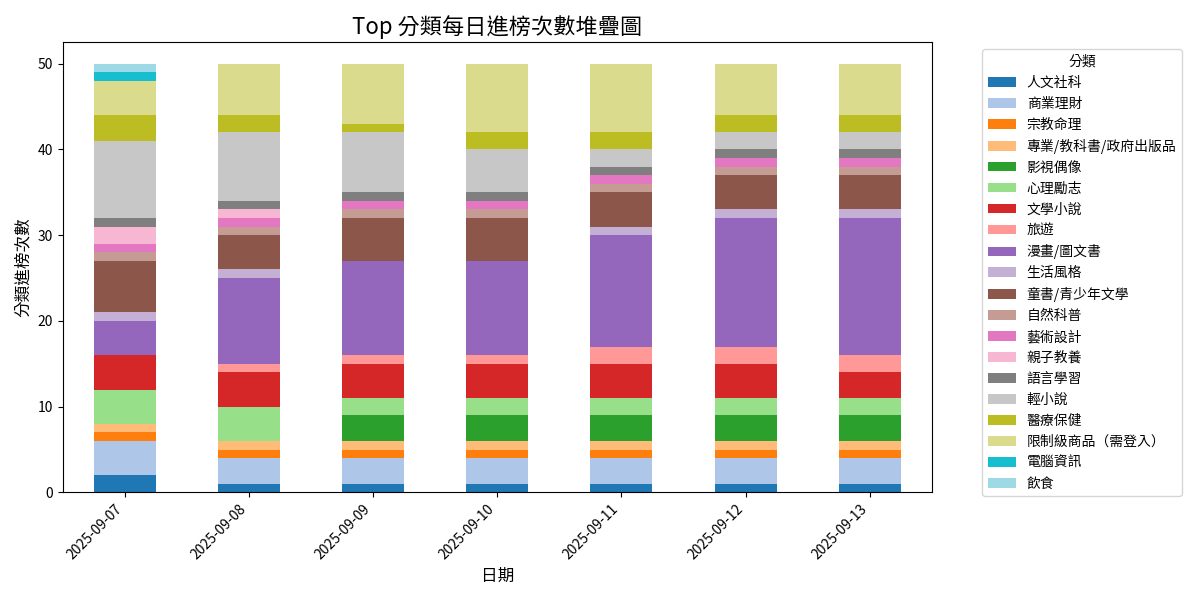 Top 分類每日進榜次數堆疊圖
分類進榜次數
50
40
30
20
10
0
2025-09-07
2025-09-08
2025-09-09
2025-09-10
2025-09-11
2025-09-12
2025-09-13
日期
分類
人文社科
商業理財
宗教命理
專業/教科書/政府出版品
影視偶像
心理勵志
文學小說
旅遊
漫畫/圖文書
生活風格
童書/青少年文學
自然科普
藝術設計
親子教養
語言學習
輕小說
醫療保健
限制級商品（需登入）
電腦資訊
飲食